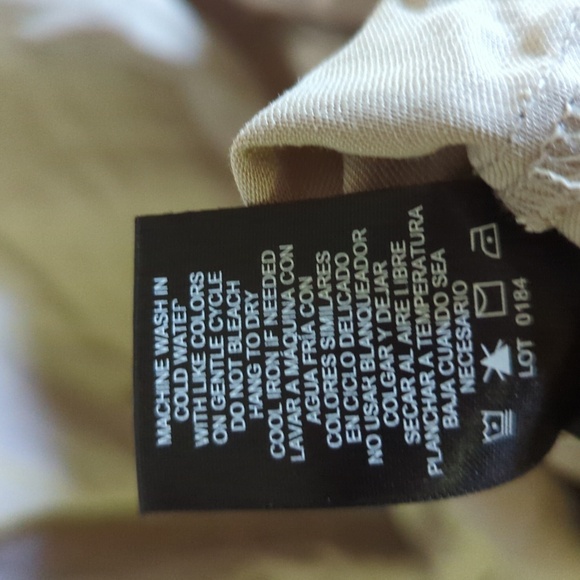 MACHINE WASH IN
COLD WATER
WITH LIKE COLORS
ON GENTLE CYCLE
DO NOT BLEACH
HANG TO DRY
COOL IRON IF NEEDED
LAVAR A MÁQUINA CON
AGUA FRÍA CON
COLORES SIMILARES
EN CICLO DELICADO
NO USAR BLANQUEADOR
COLGAR Y DEJAR
SECAR AL AIRE LIBRE
PLANCHAR A TEMPERATURA
BAJA CUANDO SEA
NECESARIO
LOT 0184